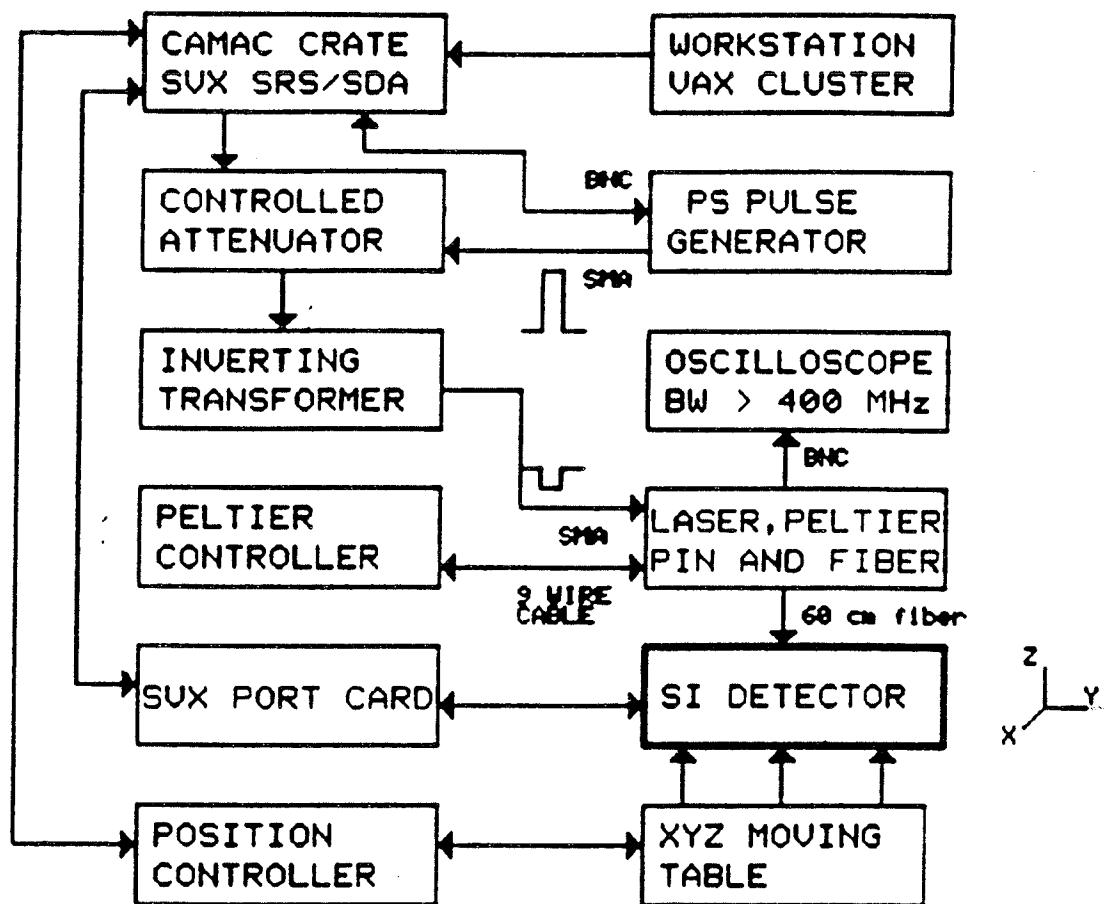 CAMAC CRATE
SVX SRS/SDA
WORKSTATION
VAX CLUSTER
BNC
CONTROLLED
ATTENUATOR
PS PULSE
GENERATOR
SMA
INVERTING
TRANSFORMER
OSCILLOSCOPE
BW > 400 MHz
BNC
PELTIER
CONTROLLER
SMA
LASER, PELTIER
PIN AND FIBER
9 WIRE
CABLE
60 cm fiber
SVX PORT CARD
SI DETECTOR
Z
Y
X
POSITION
CONTROLLER
XYZ MOVING
TABLE